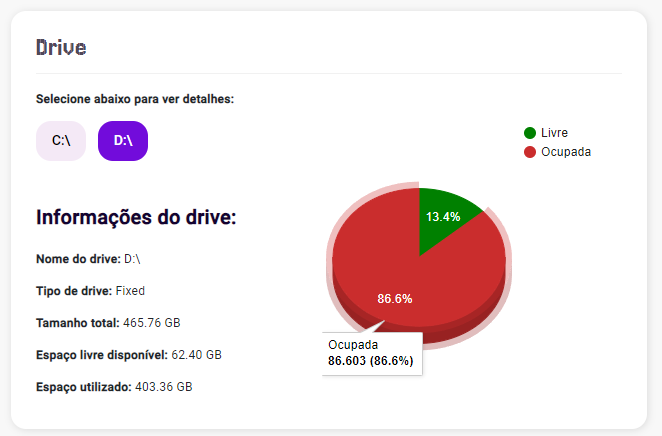 Drive
Selecione abaixo para ver detalhes:
C:\
D:\
Livre
Ocupada
Informações do drive:
Nome do drive: D:\
Tipo de drive: Fixed
Tamanho total: 465.76 GB
Espaço livre disponível: 62.40 GB
Espaço utilizado: 403.36 GB
13.4%
86.6%
Ocupada
86.603 (86.6%)